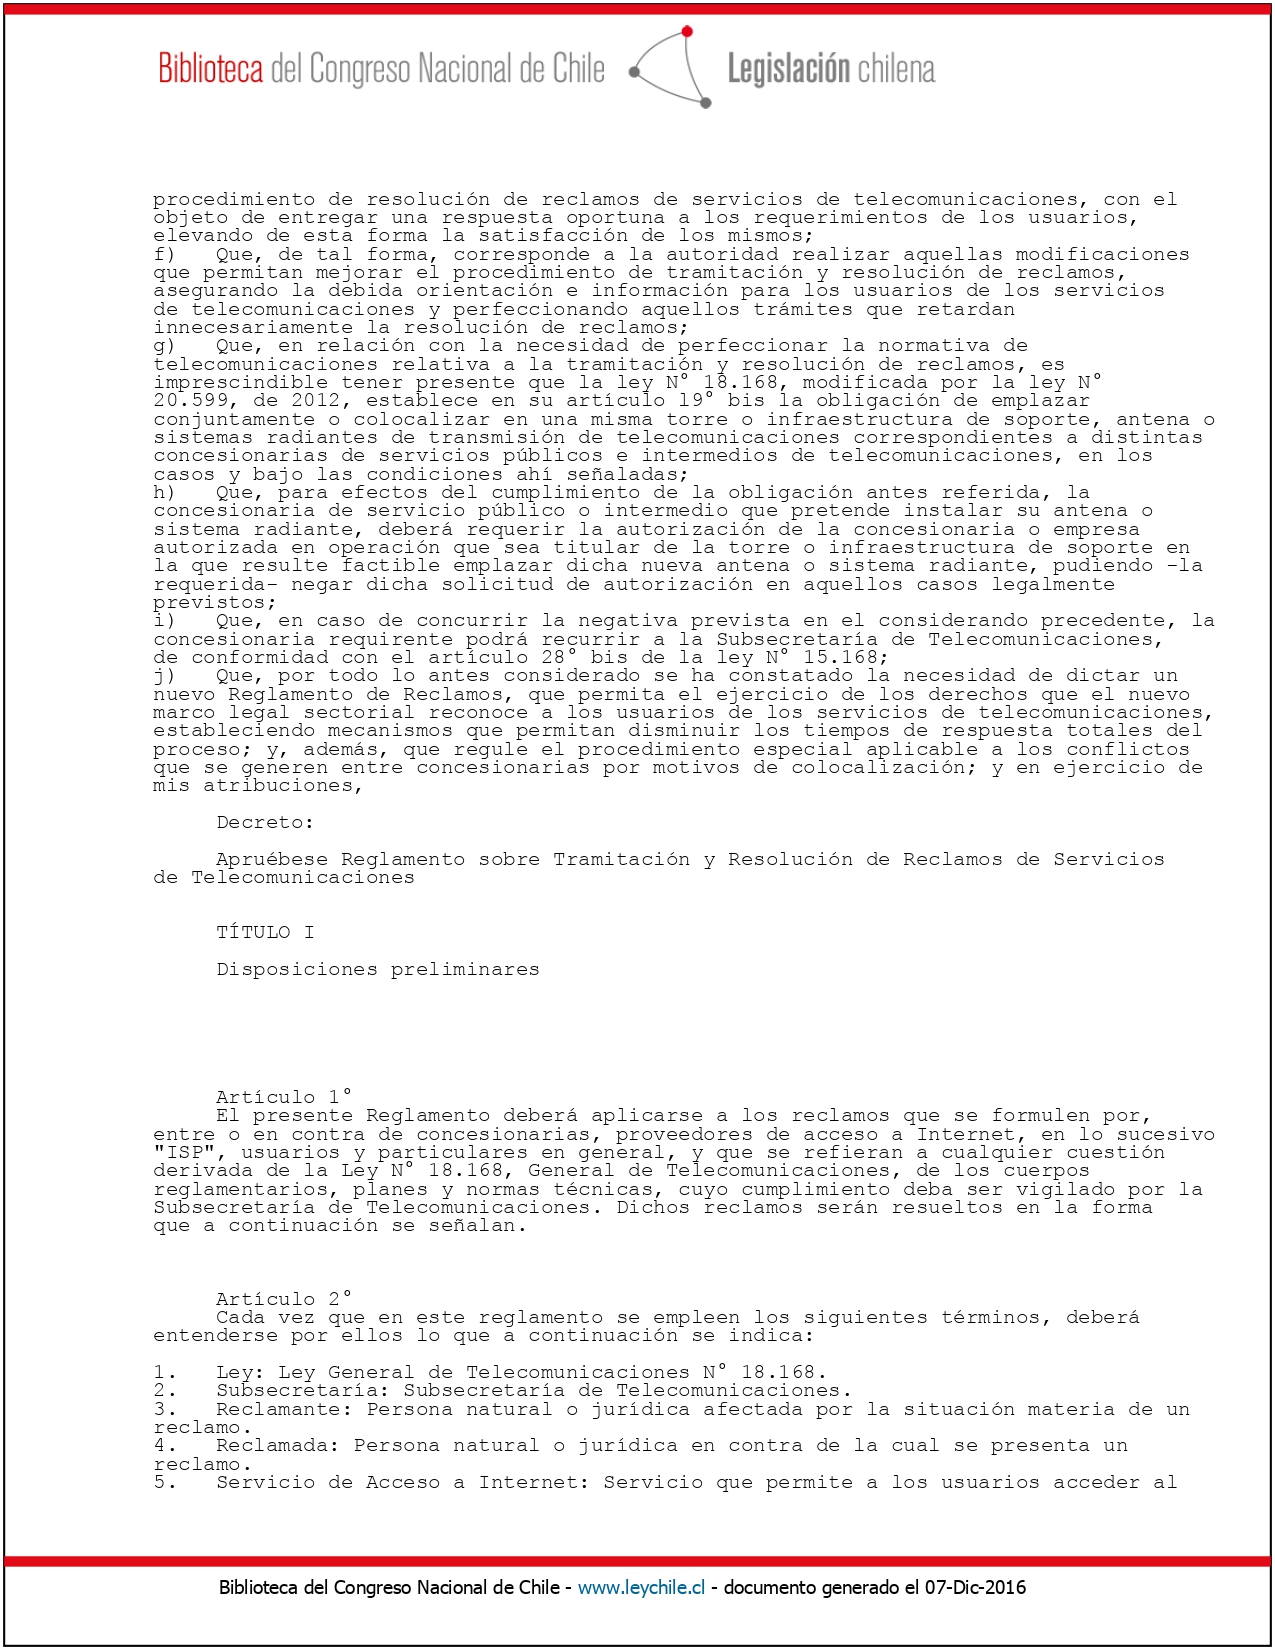 Biblioteca del Congreso Nacional de Chile Legislación chilena
procedimiento de resolución de reclamos de servicios de telecomunicaciones, con el
objeto de entregar una respuesta oportuna a los requerimientos de los usuarios,
elevando de esta forma la satisfacción de los mismos;
f) Que, de tal forma, corresponde a la autoridad realizar aquellas modificaciones
que permitan mejorar el procedimiento de tramitación y resolución de reclamos,
asegurando la debida orientación e información para los usuarios de los servicios
de telecomunicaciones y perfeccionando aquellos trámites que retardan
innecesariamente la resolución de reclamos;
g) Que, en relación con la necesidad de perfeccionar la normativa de
telecomunicaciones relativa a la tramitación y resolución de reclamos, es
imprescindible tener presente que la ley N° 18.168, modificada por la ley N°
20.599, de 2012, establece en su artículo l9° bis la obligación de emplazar
conjuntamente o colocalizar en una misma torre o infraestructura de soporte, antena o
sistemas radiantes de transmisión de telecomunicaciones correspondientes a distintas
concesionarias de servicios públicos e intermedios de telecomunicaciones, en los
casos y bajo las condiciones ahí señaladas;
h) Que, para efectos del cumplimiento de la obligación antes referida, la
concesionaria de servicio público o intermedio que pretende instalar su antena o
sistema radiante, deberá requerir la autorización de la concesionaria o empresa
autorizada en operación que sea titular de la torre o infraestructura de soporte en
la que resulte factible emplazar dicha nueva antena o sistema radiante, pudiendo -la
requerida- negar dicha solicitud de autorización en aquellos casos legalmente
previstos;
i) Que, en caso de concurrir la negativa prevista en el considerando precedente, la
concesionaria requirente podrá recurrir a la Subsecretaría de Telecomunicaciones,
de conformidad con el artículo 28° bis de la ley N° 15.168;
j) Que, por todo lo antes considerado se ha constatado la necesidad de dictar un
nuevo Reglamento de Reclamos, que permita el ejercicio de los derechos que el nuevo
marco legal sectorial reconoce a los usuarios de los servicios de telecomunicaciones,
estableciendo mecanismos que permitan disminuir los tiempos de respuesta totales del
proceso; y, además, que regule el procedimiento especial aplicable a los conflictos
que se generen entre concesionarias por motivos de colocalización; y en ejercicio de
mis atribuciones,
Decreto:
Apruébese Reglamento sobre Tramitación y Resolución de Reclamos de Servicios
de Telecomunicaciones
TÍTULO I
Disposiciones preliminares
Artículo 1°
El presente Reglamento deberá aplicarse a los reclamos que se formulen por,
entre o en contra de concesionarias, proveedores de acceso a Internet, en lo sucesivo
"ISP", usuarios y particulares en general, y que se refieran a cualquier cuestión
derivada de la Ley N° 18.168, General de Telecomunicaciones, de los cuerpos
reglamentarios, planes y normas técnicas, cuyo cumplimiento deba ser vigilado por la
Subsecretaría de Telecomunicaciones. Dichos reclamos serán resueltos en la forma
que a continuación se señalan.
Artículo 2°
Cada vez que en este reglamento se empleen los siguientes términos, deberá
entenderse por ellos lo que a continuación se indica:
1. Ley: Ley General de Telecomunicaciones N° 18.168.
2. Subsecretaría: Subsecretaría de Telecomunicaciones.
3. Reclamante: Persona natural o jurídica afectada por la situación materia de un
reclamo.
4. Reclamada: Persona natural o jurídica en contra de la cual se presenta un
reclamo.
5. Servicio de Acceso a Internet: Servicio que permite a los usuarios acceder al
Biblioteca del Congreso Nacional de Chile - www.leychile.cl - documento generado el 07-Dic-2016